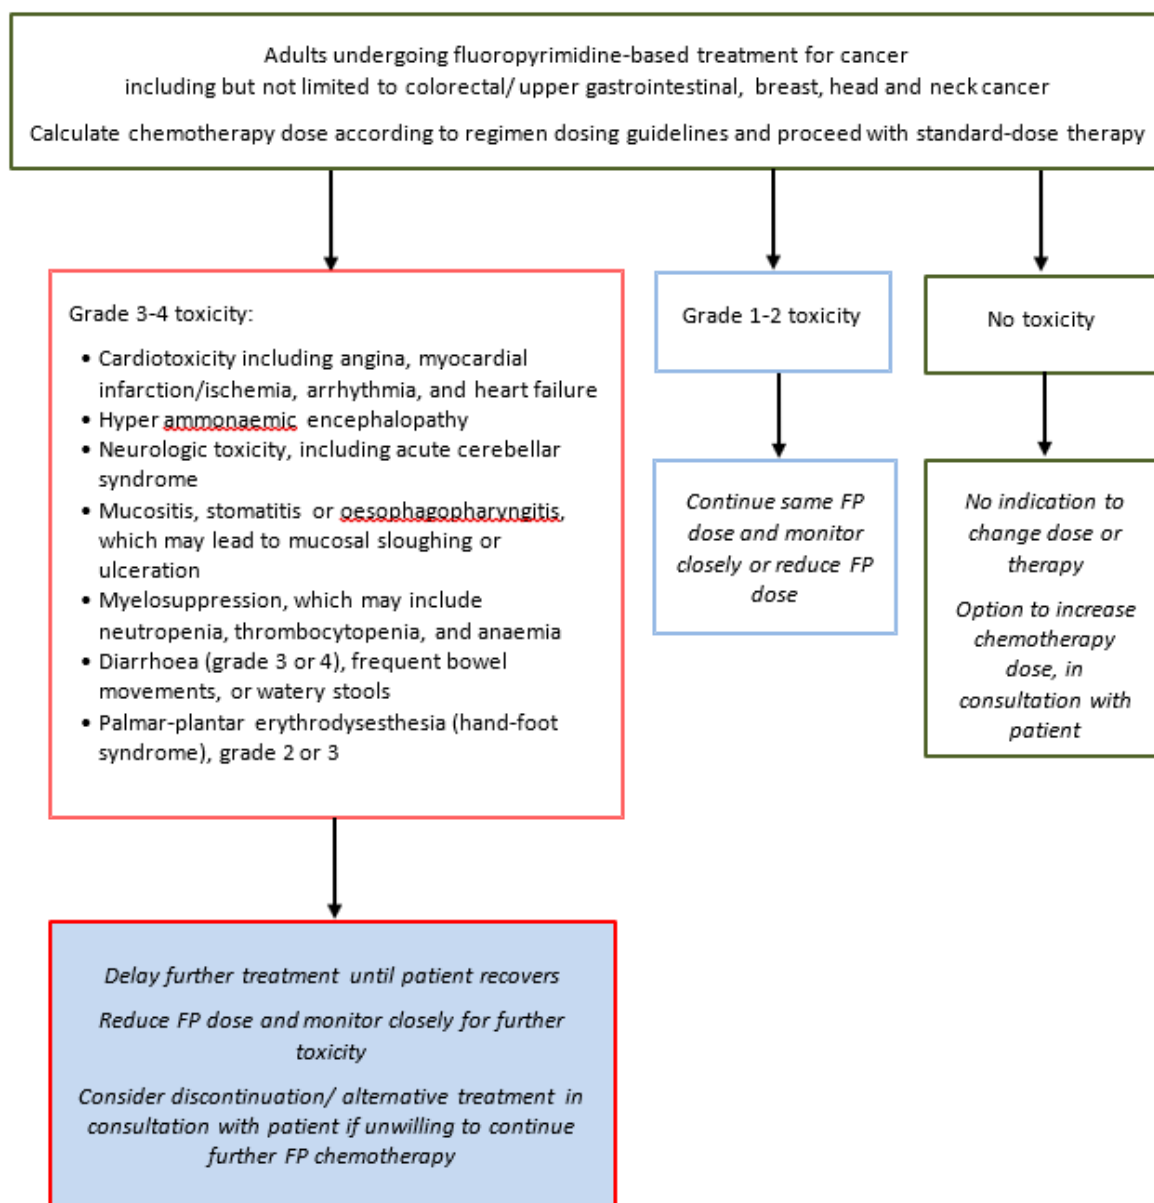 Adults undergoing fluoropyrimidine-based treatment for cancer
including but not limited to colorectal/ upper gastrointestinal, breast, head and neck cancer
Calculate chemotherapy dose according to regimen dosing guidelines and proceed with standard-dose therapy
Grade 3-4 toxicity:
• Cardiotoxicity including angina, myocardial
infarction/ischemia, arrhythmia, and heart failure
• Hyper ammonaemic encephalopathy
• Neurologic toxicity, including acute cerebellar
syndrome
• Mucositis, stomatitis or oesophagopharyngitis,
which may lead to mucosal sloughing or
ulceration
• Myelosuppression, which may include
neutropenia, thrombocytopenia, and anaemia
• Diarrhoea (grade 3 or 4), frequent bowel
movements, or watery stools
• Palmar-plantar erythrodysesthesia (hand-foot
syndrome), grade 2 or 3
Delay further treatment until patient recovers
Reduce FP dose and monitor closely for further
toxicity
Consider discontinuation/ alternative treatment in
consultation with patient if unwilling to continue
further FP chemotherapy
Grade 1-2 toxicity
Continue same FP
dose and monitor
closely or reduce FP
dose
No toxicity
No indication to
change dose or
therapy
Option to increase
chemotherapy
dose, in
consultation with
patient